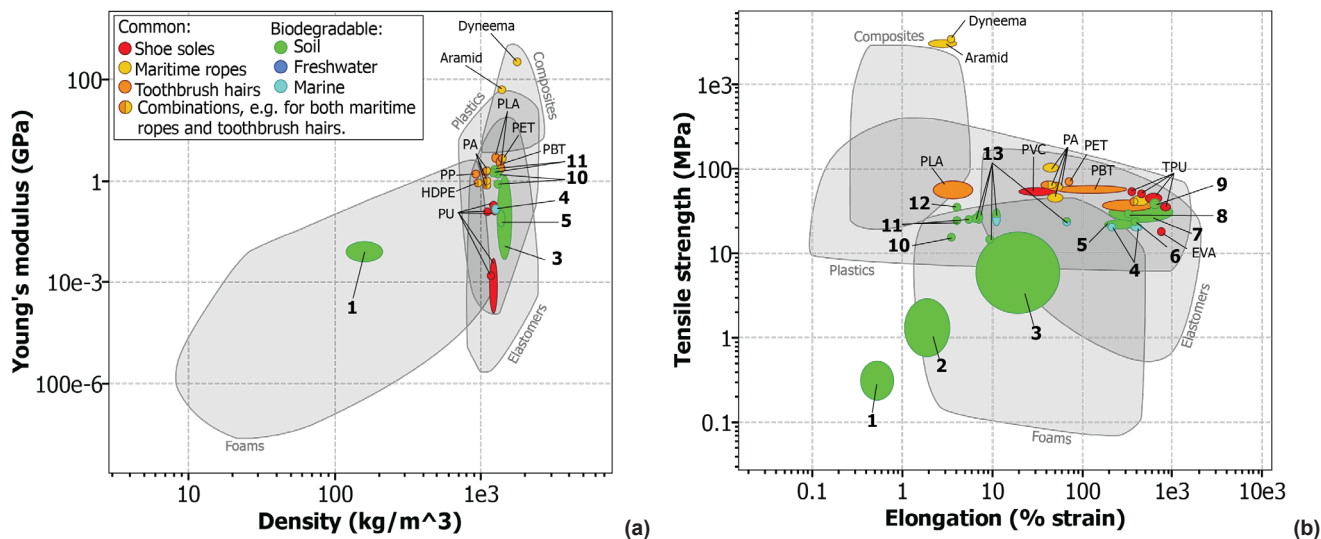 Common:
Shoe soles
Maritime ropes
Toothbrush hairs
Combinations, e.g. for both maritime
ropes and toothbrush hairs.
Biodegradable:
Soil
Freshwater
Marine
Dyneema
Aramid
Composites
Plastics
PLA
PET
PA
PBT
11
PP
10
HDPE
4
PU
5
3
1
Elastomers
Foams
100
1
10e-3
100e-6
Young's modulus (GPa)
10
1e3
Density (kg/m^3)
(a)
Dyneema
Composites
Aramid
PA
13
PVC
PET
PLA
PBT
TPU
9
12
8
11
7
10
5
EVA
6
4
Plastics
3
Elastomers
2
1
Foams
1e3
100
10
1
0.1
Tensile strength (MPa)
0.1
1
10
100
1e3
10e3
Elongation (% strain)
(b)